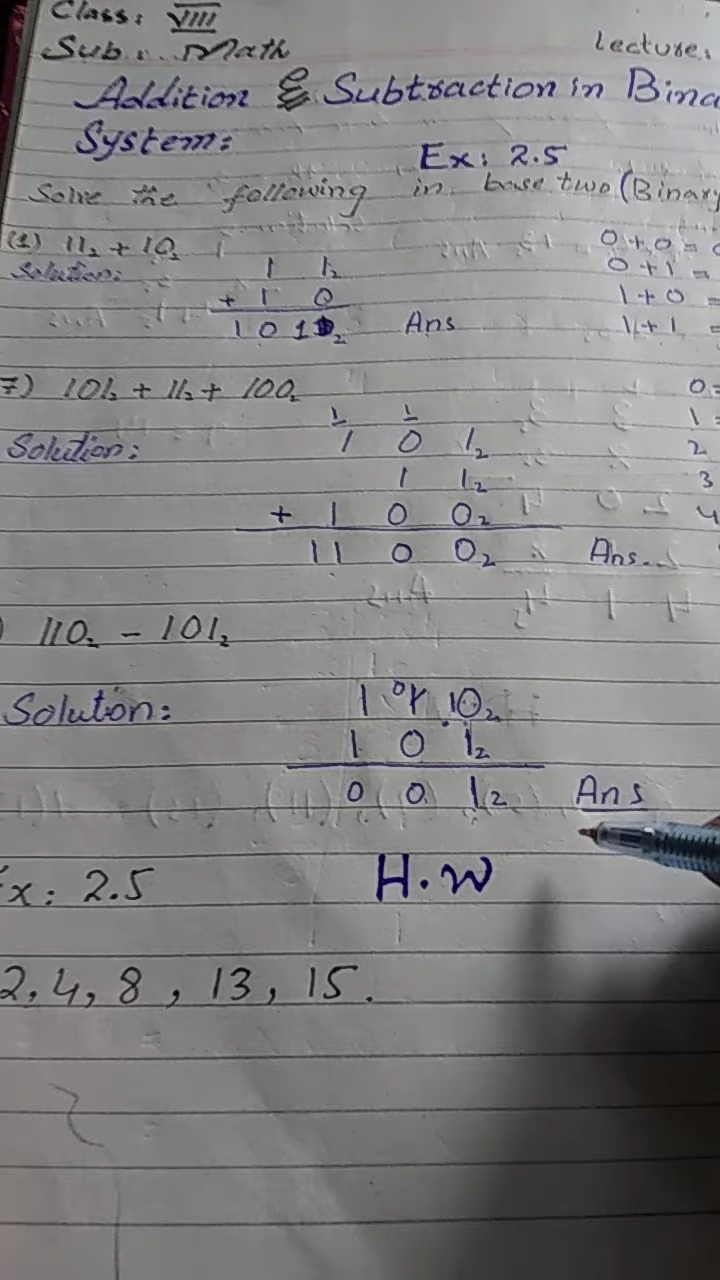 Class: VIII
Sub: Math
Lecture:
Addition & Subtraction in Bina
System:
Ex: 2.5
Solve the following in base two (Binary
(1) 11₂ + 10₂
0 + 0 =
Solution:
1 1₂
0 + 1 =
+ 1 0
1 + 0 =
1 0 1₂ Ans
1 + 1 =
7) 101₂ + 11₂ + 100₂
0 =
1 1
1 =
Solution:
1 0 1₂
2
1 1₂
3
+ 1 0 0₂
4
11 0 0₂ Ans..
) 110₂ - 101₂
Solution:
1 10₂
1 0 1₂
0 0 1₂ Ans
Ex: 2.5
H.W
2, 4, 8, 13, 15.